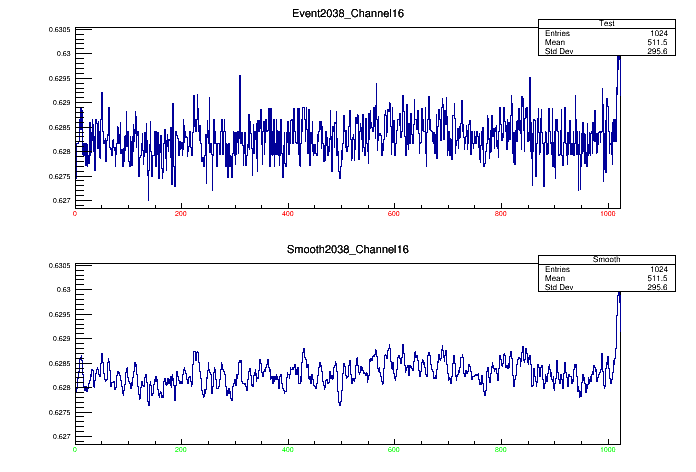 Event2038_Channel16
Test
Entries 1024
Mean 511.5
Std Dev 295.6
0.6305
0.63
0.6295
0.629
0.6285
0.628
0.6275
0.627
0 200 400 600 800 1000
Smooth2038_Channel16
Smooth
Entries 1024
Mean 511.5
Std Dev 295.6
0.6305
0.63
0.6295
0.629
0.6285
0.628
0.6275
0.627
0 200 400 600 800 1000